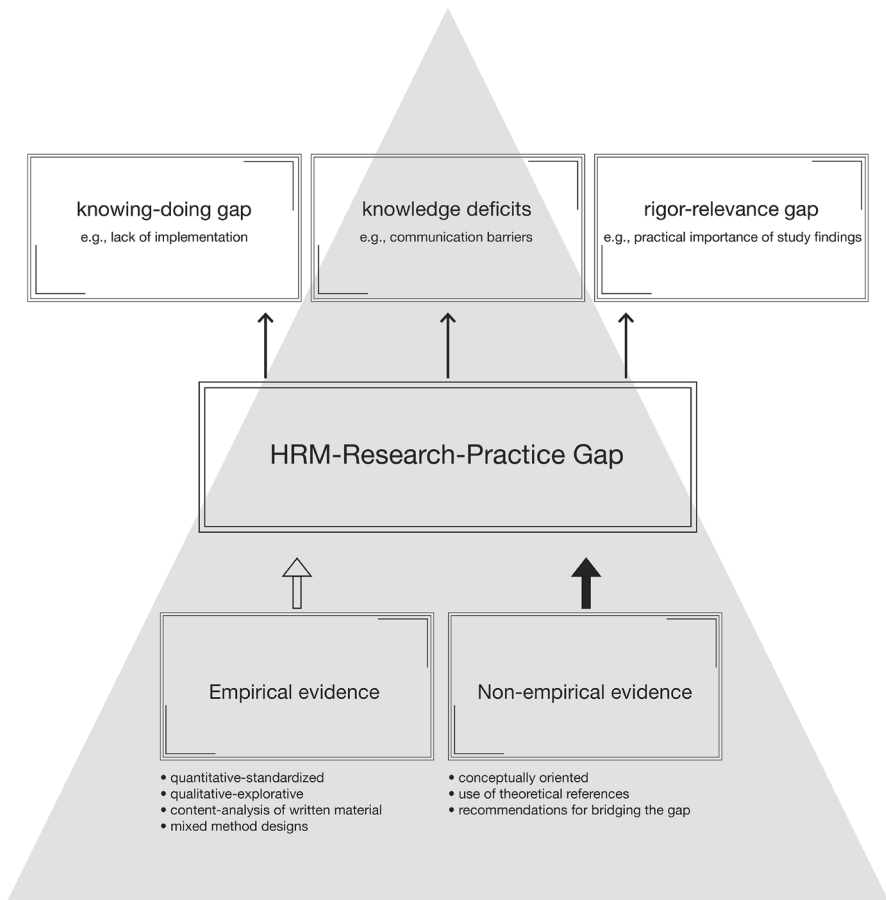 knowing-doing gap
e.g., lack of implementation
knowledge deficits
e.g., communication barriers
rigor-relevance gap
e.g., practical importance of study findings
HRM-Research-Practice Gap
Empirical evidence
• quantitative-standardized
• qualitative-explorative
• content-analysis of written material
• mixed method designs
Non-empirical evidence
• conceptually oriented
• use of theoretical references
• recommendations for bridging the gap